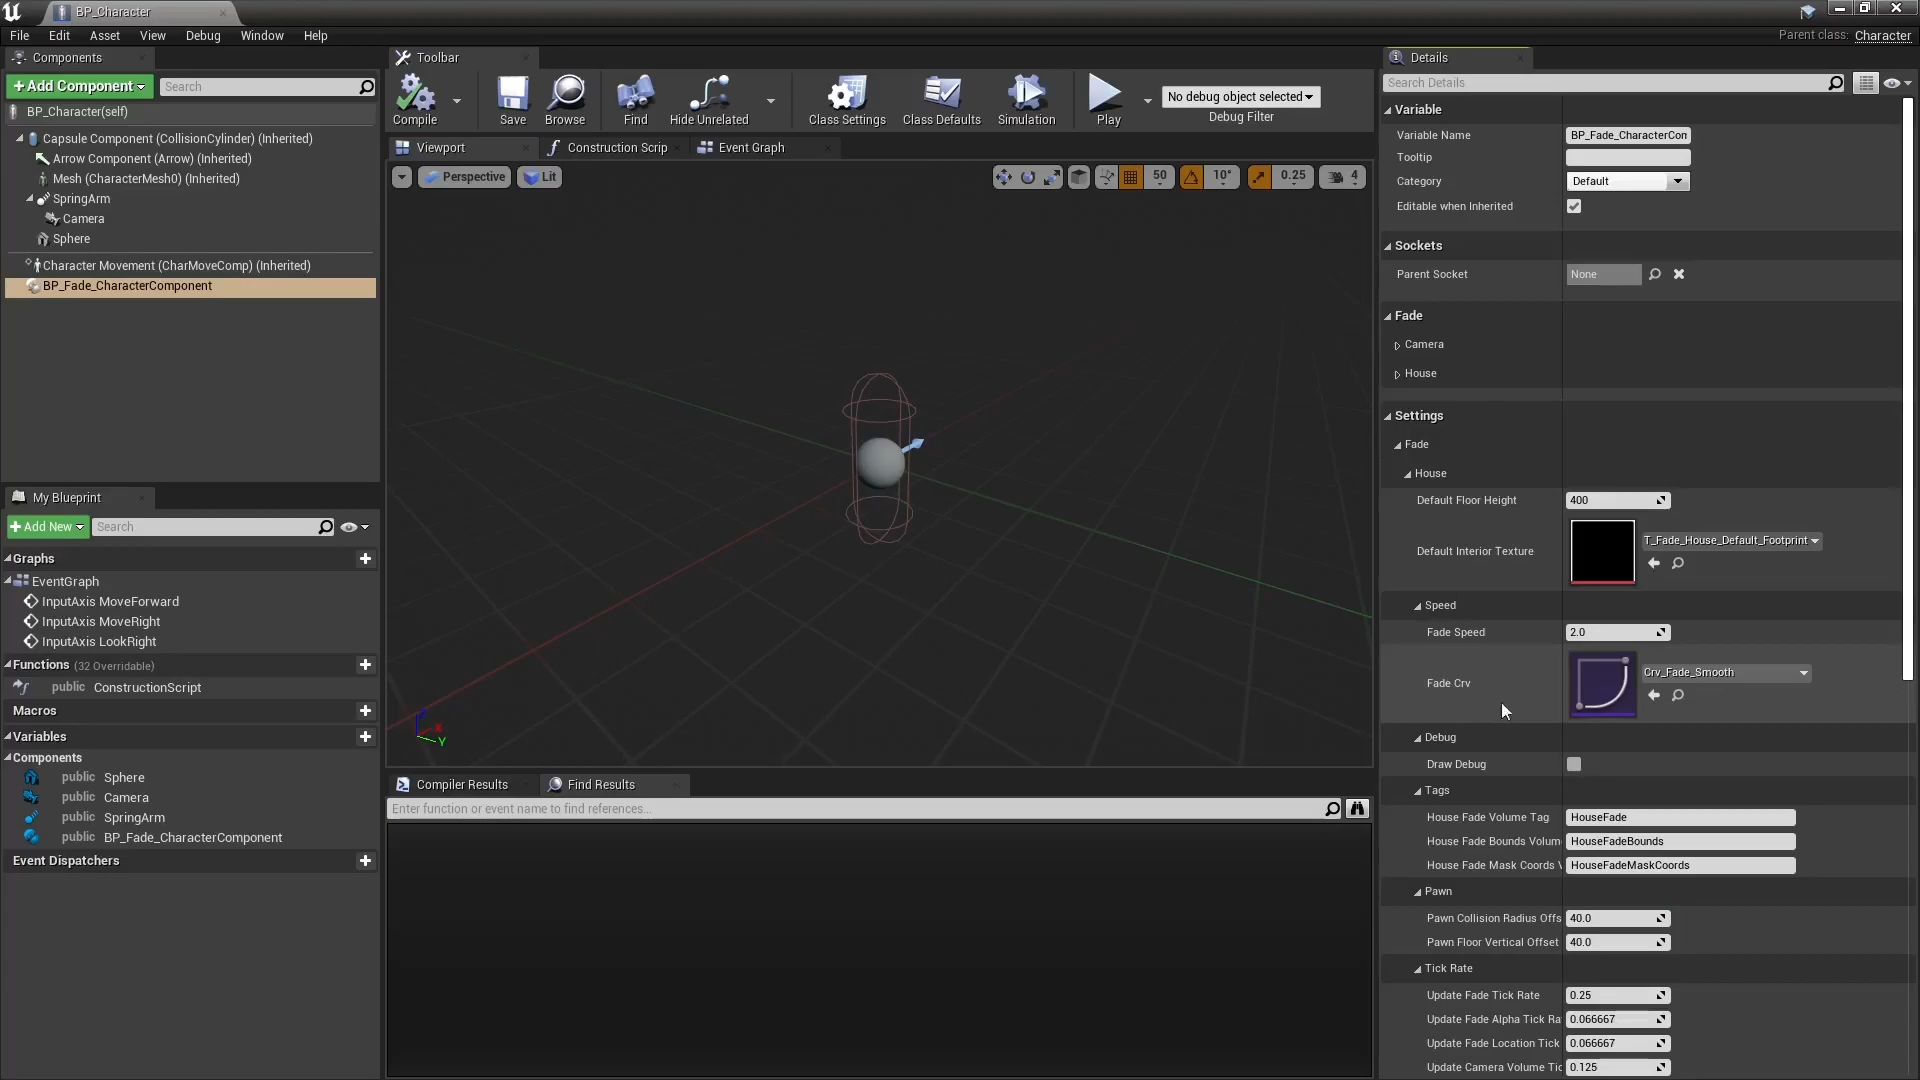 BP_Character
File Edit Asset View Debug Window Help
Parent class: Character
Components
+Add Component
Search
BP_Character(self)
Capsule Component (CollisionCylinder) (Inherited)
Arrow Component (Arrow) (Inherited)
Mesh (CharacterMesh0) (Inherited)
SpringArm
Camera
Sphere
Character Movement (CharMoveComp) (Inherited)
BP_Fade_CharacterComponent
My Blueprint
+Add New
Search
Graphs
EventGraph
InputAxis MoveForward
InputAxis MoveRight
InputAxis LookRight
Functions (32 Overridable)
public ConstructionScript
Macros
Variables
Components
public Sphere
public Camera
public SpringArm
public BP_Fade_CharacterComponent
Event Dispatchers
Toolbar
Compile
Save
Browse
Find
Hide Unrelated
Class Settings
Class Defaults
Simulation
Play
No debug object selected
Debug Filter
Viewport
Construction Scrip
Event Graph
Perspective
Lit
50
10°
0.25
4
X
Y
Compiler Results
Find Results
Enter function or event name to find references...
Details
Search Details
Variable
Variable Name BP_Fade_CharacterCon
Tooltip
Category Default
Editable when Inherited
Sockets
Parent Socket None
Fade
Camera
House
Settings
Fade
House
Default Floor Height 400
Default Interior Texture T_Fade_House_Default_Footprint
Speed
Fade Speed 2.0
Fade Crv Crv_Fade_Smooth
Debug
Draw Debug
Tags
House Fade Volume Tag HouseFade
House Fade Bounds Volum HouseFadeBounds
House Fade Mask Coords V HouseFadeMaskCoords
Pawn
Pawn Collision Radius Offs 40.0
Pawn Floor Vertical Offset 40.0
Tick Rate
Update Fade Tick Rate 0.25
Update Fade Alpha Tick Ra 0.066667
Update Fade Location Tick 0.066667
Update Camera Volume Tic 0.125